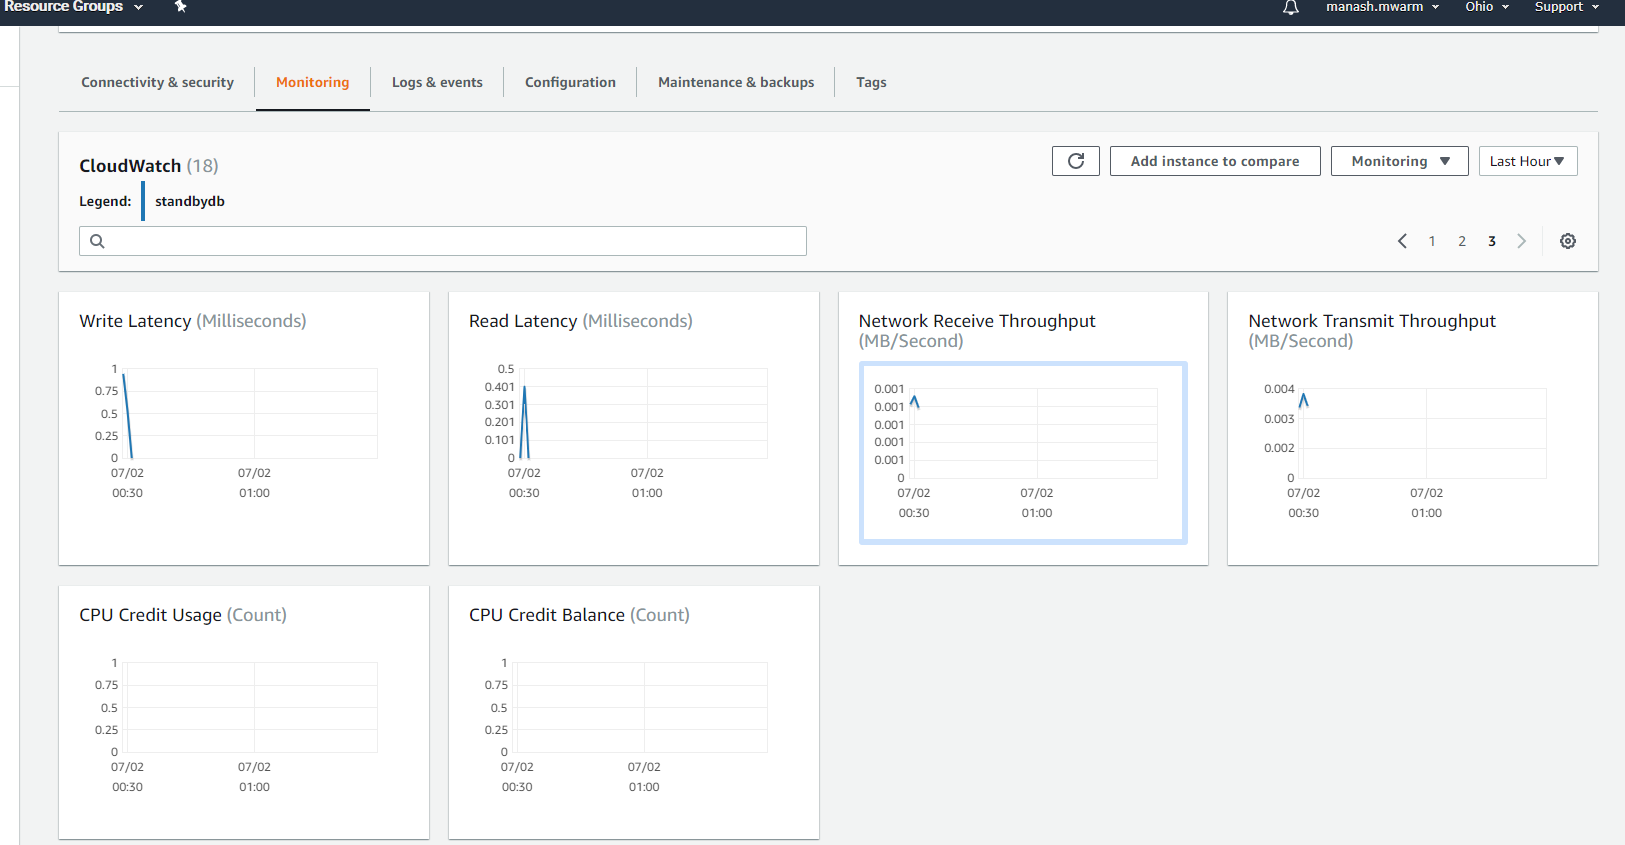 Resource Groups
manash.mwarm Ohio Support
Connectivity & security Monitoring Logs & events Configuration Maintenance & backups Tags
CloudWatch (18)
Add instance to compare Monitoring Last Hour
Legend: standbydb
1 2 3
Write Latency (Milliseconds)
1
0.75
0.5
0.25
0
07/02 07/02
00:30 01:00
Read Latency (Milliseconds)
0.5
0.401
0.301
0.201
0.101
0
07/02 07/02
00:30 01:00
Network Receive Throughput
(MB/Second)
0.001
0.001
0.001
0.001
0.001
0
07/02 07/02
00:30 01:00
Network Transmit Throughput
(MB/Second)
0.004
0.003
0.002
0
07/02 07/02
00:30 01:00
CPU Credit Usage (Count)
1
0.75
0.5
0.25
0
07/02 07/02
00:30 01:00
CPU Credit Balance (Count)
1
0.75
0.5
0.25
0
07/02 07/02
00:30 01:00